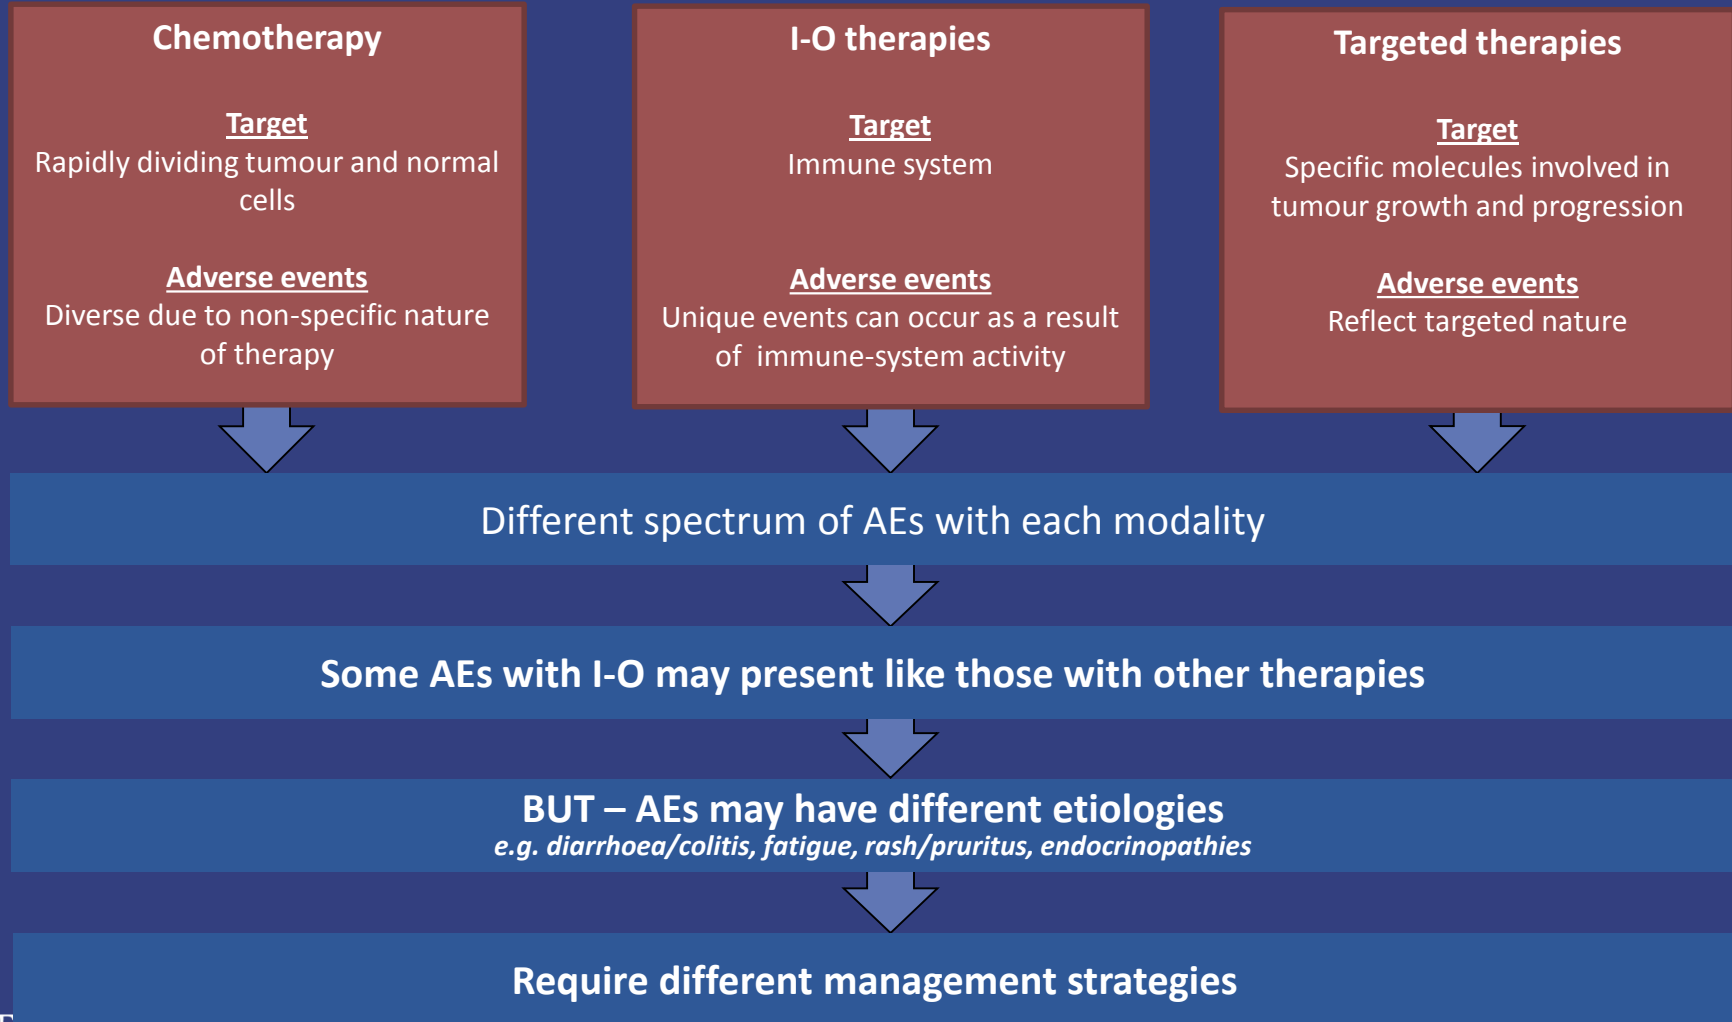 Chemotherapy
Target
Rapidly dividing tumour and normal
cells
Adverse events
Diverse due to non-specific nature
of therapy
I-O therapies
Target
Immune system
Adverse events
Unique events can occur as a result
of immune-system activity
Targeted therapies
Target
Specific molecules involved in
tumour growth and progression
Adverse events
Reflect targeted nature
Different spectrum of AEs with each modality
Some AEs with I-O may present like those with other therapies
BUT – AEs may have different etiologies
e.g. diarrhoea/colitis, fatigue, rash/pruritus, endocrinopathies
Require different management strategies